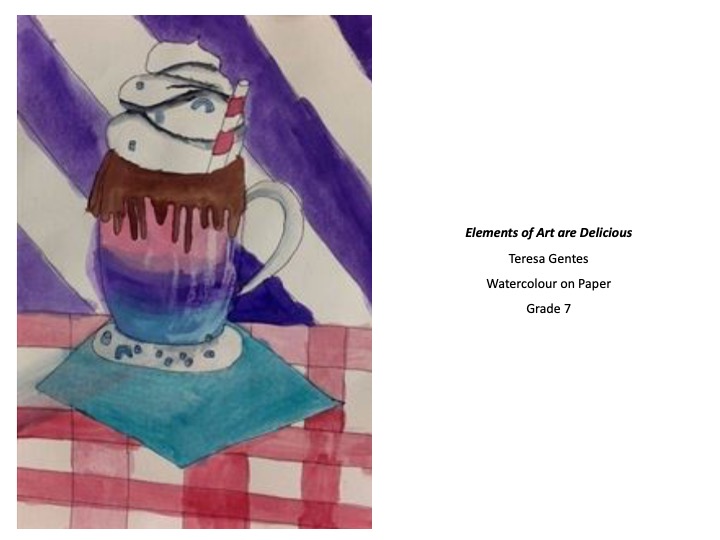 Elements of Art are Delicious
Teresa Gentes
Watercolour on Paper
Grade 7